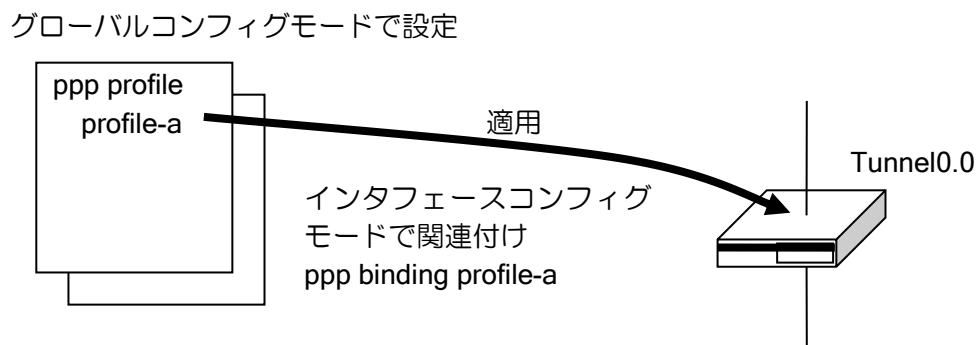 グローバルコンフィグモードで設定
ppp profile
profile-a
適用
Tunnel0.0
インタフェースコンフィグ
モードで関連付け
ppp binding profile-a